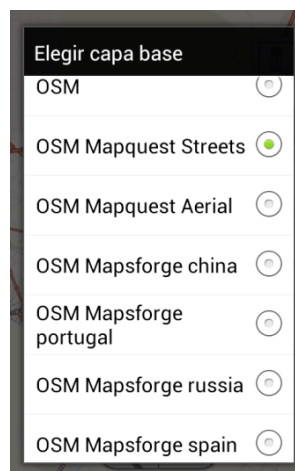 Elegir capa base
OSM
OSM Mapquest Streets
OSM Mapquest Aerial
OSM Mapsforge china
OSM Mapsforge
portugal
OSM Mapsforge russia
OSM Mapsforge spain